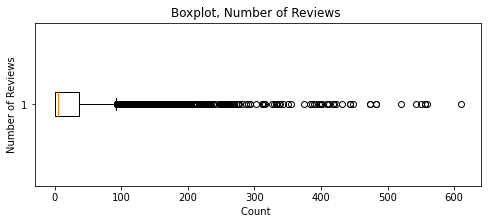 Boxplot, Number of Reviews
Number of Reviews
1
0 100 200 300 400 500 600
Count